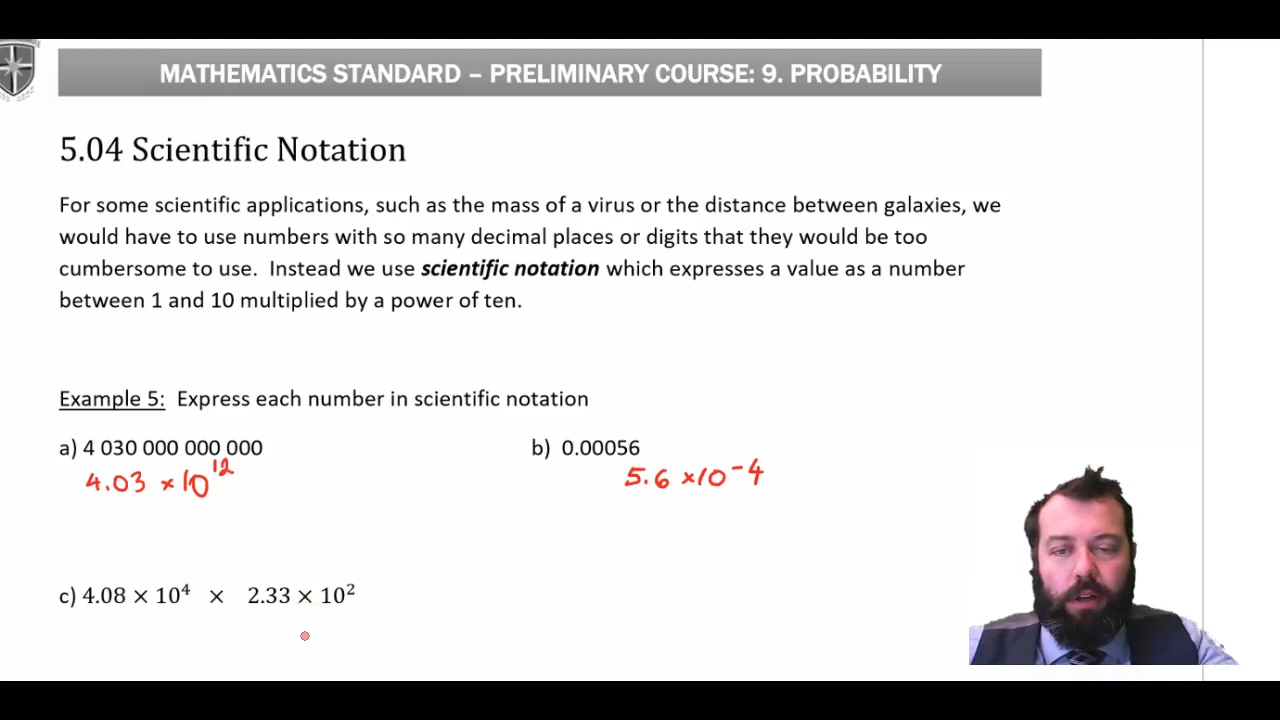 MATHEMATICS STANDARD – PRELIMINARY COURSE: 9. PROBABILITY
5.04 Scientific Notation
For some scientific applications, such as the mass of a virus or the distance between galaxies, we
would have to use numbers with so many decimal places or digits that they would be too
cumbersome to use.  Instead we use scientific notation which expresses a value as a number
between 1 and 10 multiplied by a power of ten.
Example 5:  Express each number in scientific notation
a) 4 030 000 000 000
b)  0.00056
4.03 ×10¹²
5.6 ×10⁻⁴
c) 4.08 × 10⁴  ×  2.33 × 10²